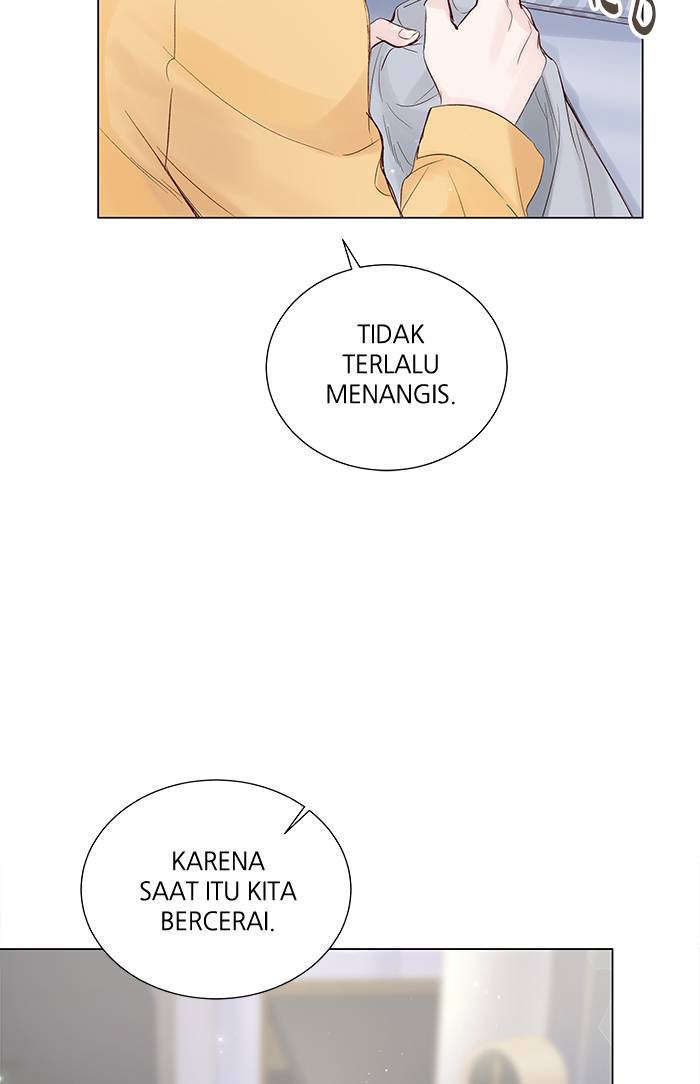 TIDAK
TERLALU
MENANGIS.
KARENA
SAAT ITU KITA
BERCERAI.